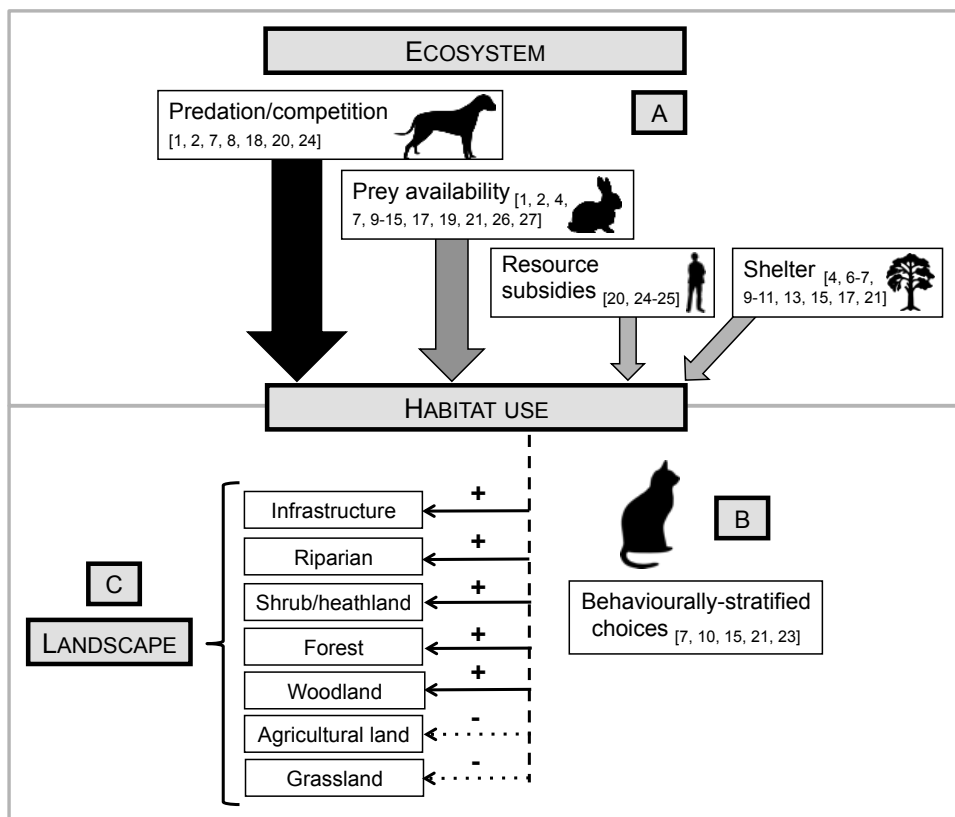 ECOSYSTEM
A
Predation/competition
[1, 2, 7, 8, 18, 20, 24]
Prey availability [1, 2, 4,
7, 9-15, 17, 19, 21, 26, 27]
Resource
subsidies [20, 24-25]
Shelter [4, 6-7,
9-11, 13, 15, 17, 21]
HABITAT USE
B
Behaviourally-stratified
choices [7, 10, 15, 21, 23]
C
LANDSCAPE
+
Infrastructure
+
Riparian
+
Shrub/heathland
+
Forest
+
Woodland
-
Agricultural land
-
Grassland